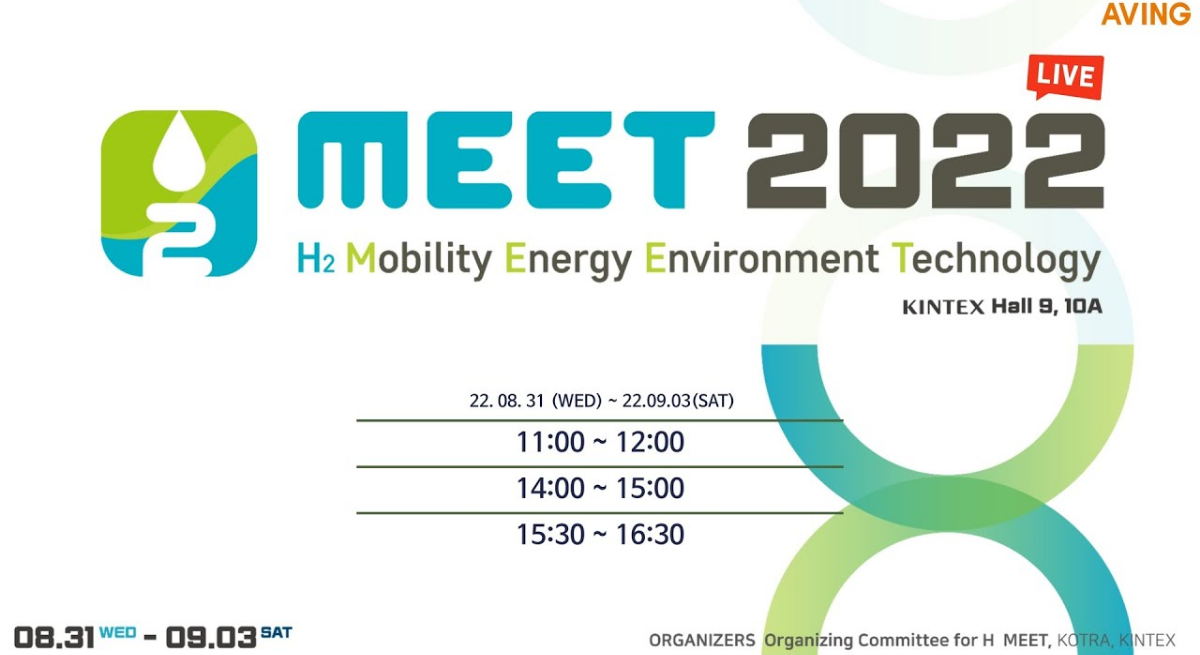 AVING
LIVE
2
MEET 2022
H2 Mobility Energy Environment Technology
KINTEX Hall 9, 10A
22. 08. 31 (WED) ~ 22.09.03(SAT)
11:00 ~ 12:00
14:00 ~ 15:00
15:30 ~ 16:30
08.31 WED - 09.03 SAT
ORGANIZERS Organizing Committee for H MEET, KOTRA, KINTEX